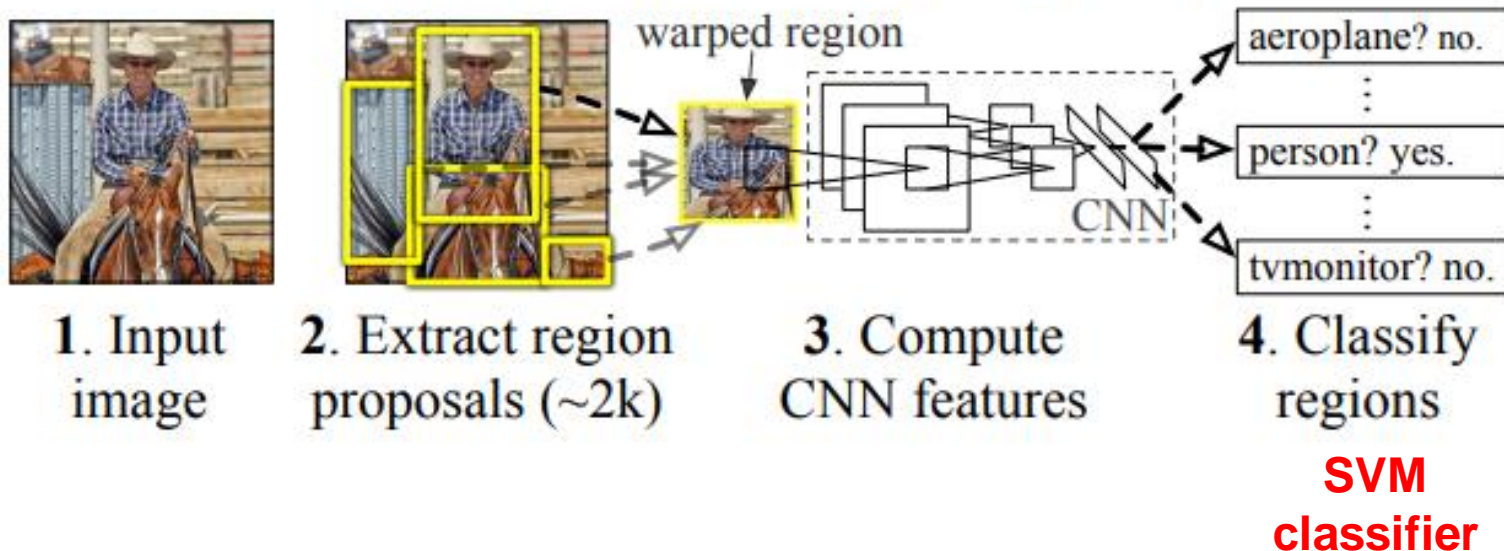 warped region
aeroplane? no.
⋮
person? yes.
⋮
tvmonitor? no.
CNN
1. Input
image
2. Extract region
proposals (~2k)
3. Compute
CNN features
4. Classify
regions
SVM
classifier